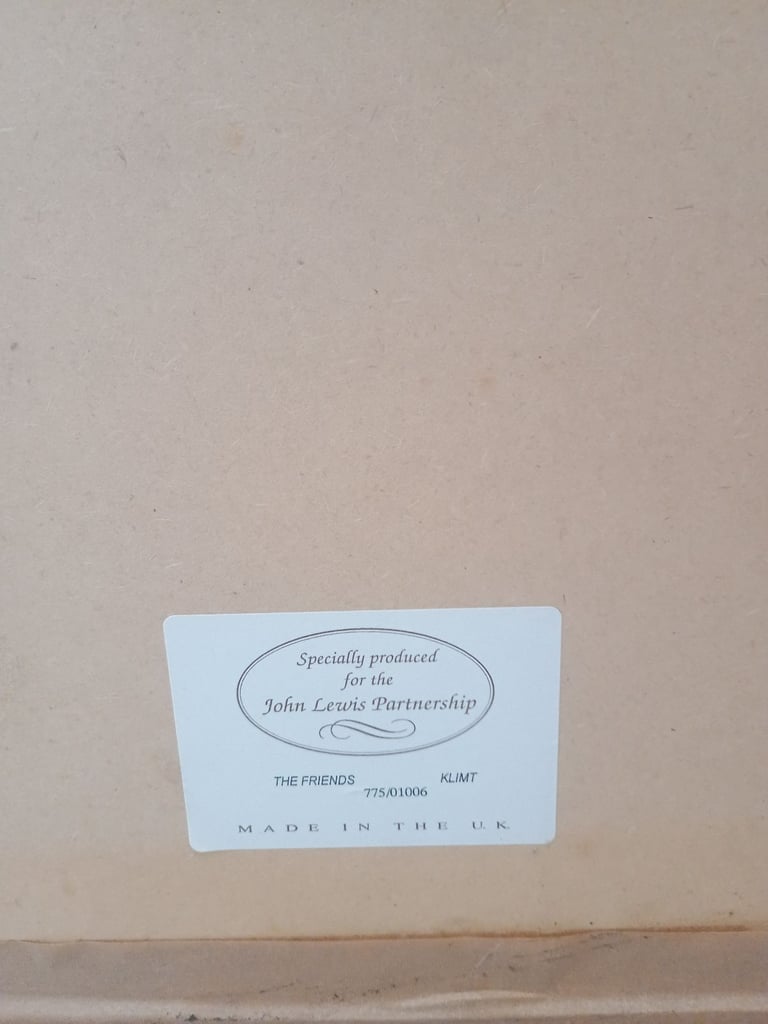 Specially produced
for the
John Lewis Partnership
THE FRIENDS KLIMT
775/01006
MADE IN THE U.K.